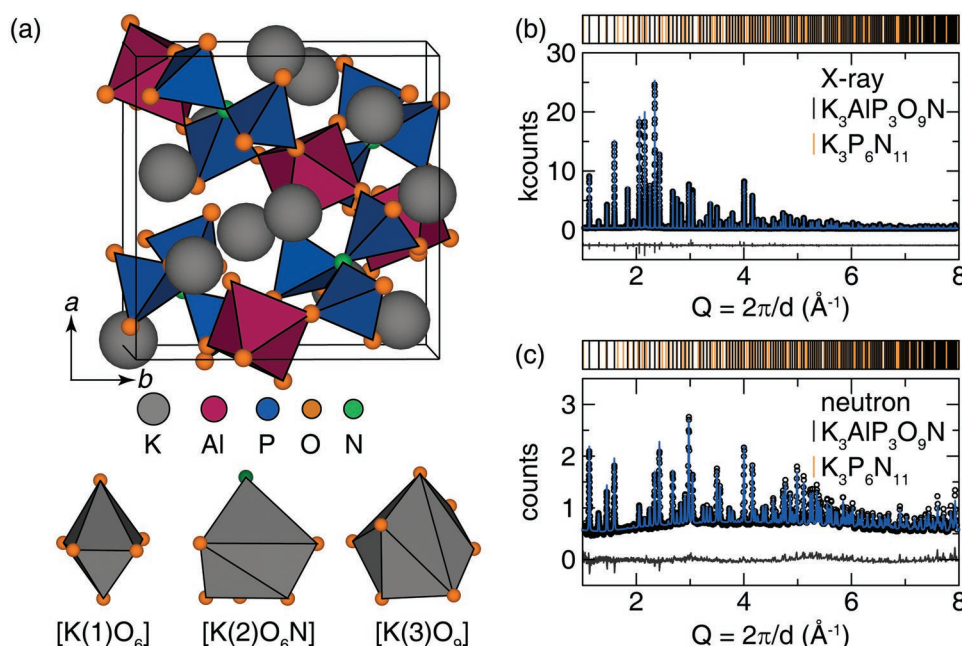 (a)
a
b
K Al P O N
[K(1)O₆] [K(2)O₆N] [K(3)O₉]
(b)
30
20
10
0
kcounts
X-ray
K₃AlP₃O₉N
K₃P₆N₁₁
2 4 6 8
Q = 2π/d (Å⁻¹)
(c)
3
2
1
0
counts
neutron
K₃AlP₃O₉N
K₃P₆N₁₁
2 4 6 8
Q = 2π/d (Å⁻¹)